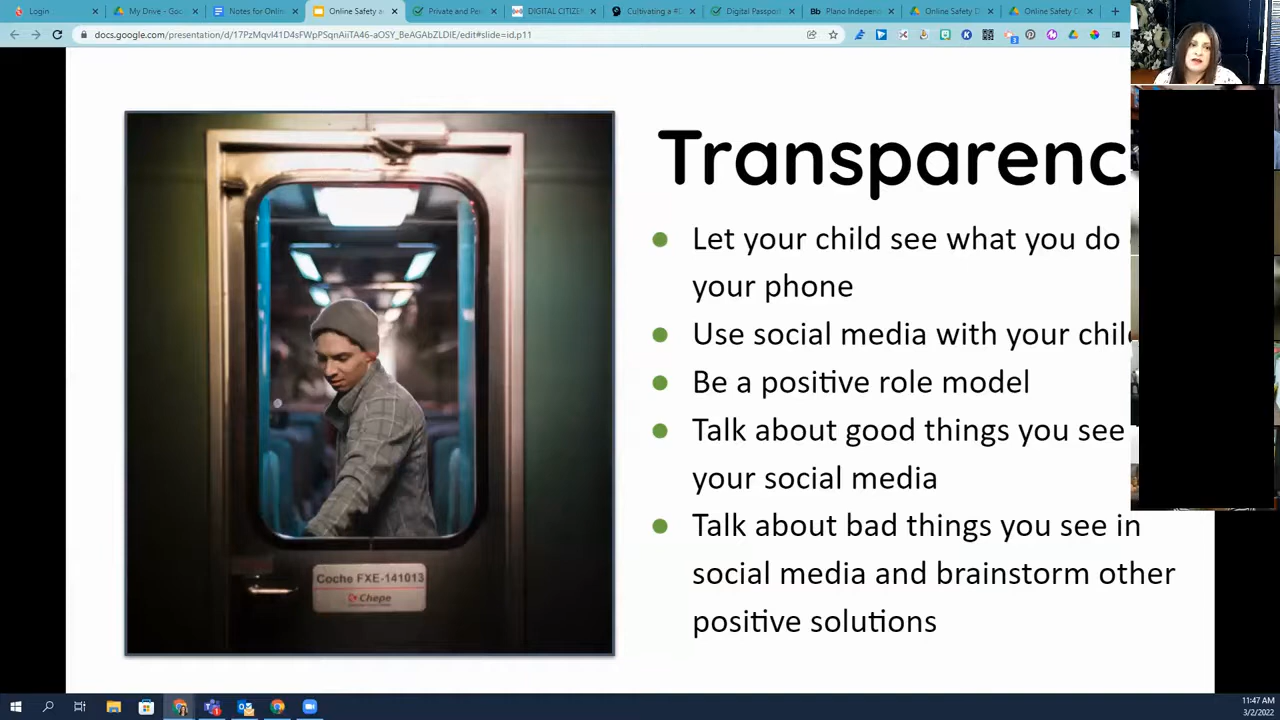 Login
My Drive - Goo
Notes for Onlin
Online Safety a
Private and Per
DIGITAL CITIZE
Cultivating a #D
Digital Passport
Bb
Plano Indepen
Online Safety D
Online Safety C
docs.google.com/presentation/d/17PzMqvl41D4sFWpPSqnAiiTA46-aOSY_BeAGAbZLDIE/edit#slide=id.p11
Transparenc
Let your child see what you do
your phone
Use social media with your chil
Be a positive role model
Talk about good things you see
your social media
Talk about bad things you see in
social media and brainstorm other
positive solutions
Coche FXE-141013
Chepe
11:47 AM
3/2/2022